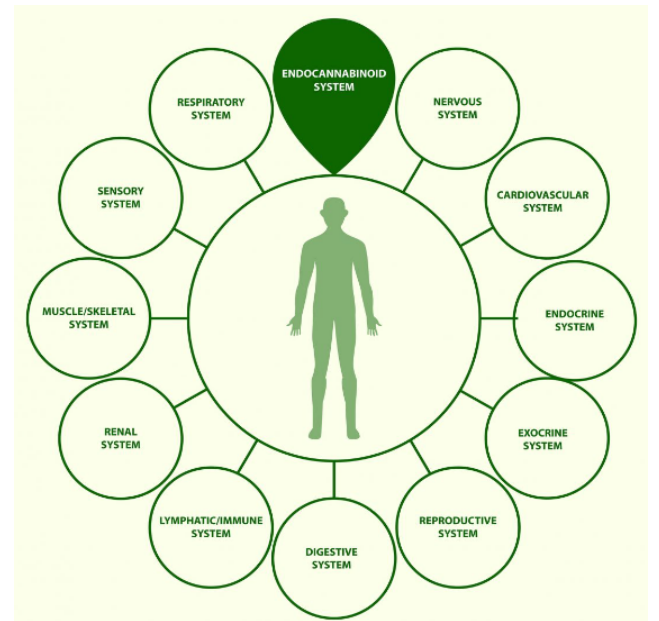 ENDOCANNABINOID
SYSTEM
NERVOUS
SYSTEM
CARDIOVASCULAR
SYSTEM
ENDOCRINE
SYSTEM
EXOCRINE
SYSTEM
REPRODUCTIVE
SYSTEM
DIGESTIVE
SYSTEM
LYMPHATIC/IMMUNE
SYSTEM
RENAL
SYSTEM
MUSCLE/SKELETAL
SYSTEM
SENSORY
SYSTEM
RESPIRATORY
SYSTEM